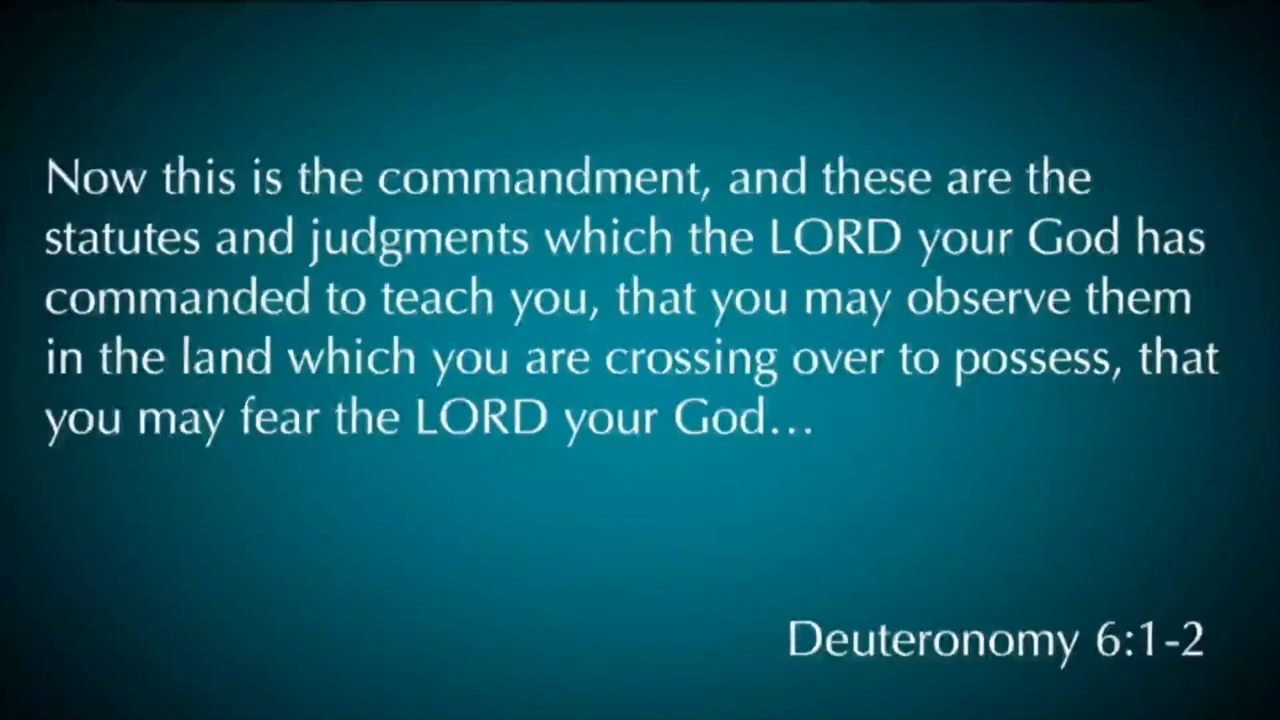 Now this is the commandment, and these are the
statutes and judgments which the LORD your God has
commanded to teach you, that you may observe them
in the land which you are crossing over to possess, that
you may fear the LORD your God...
Deuteronomy 6:1-2